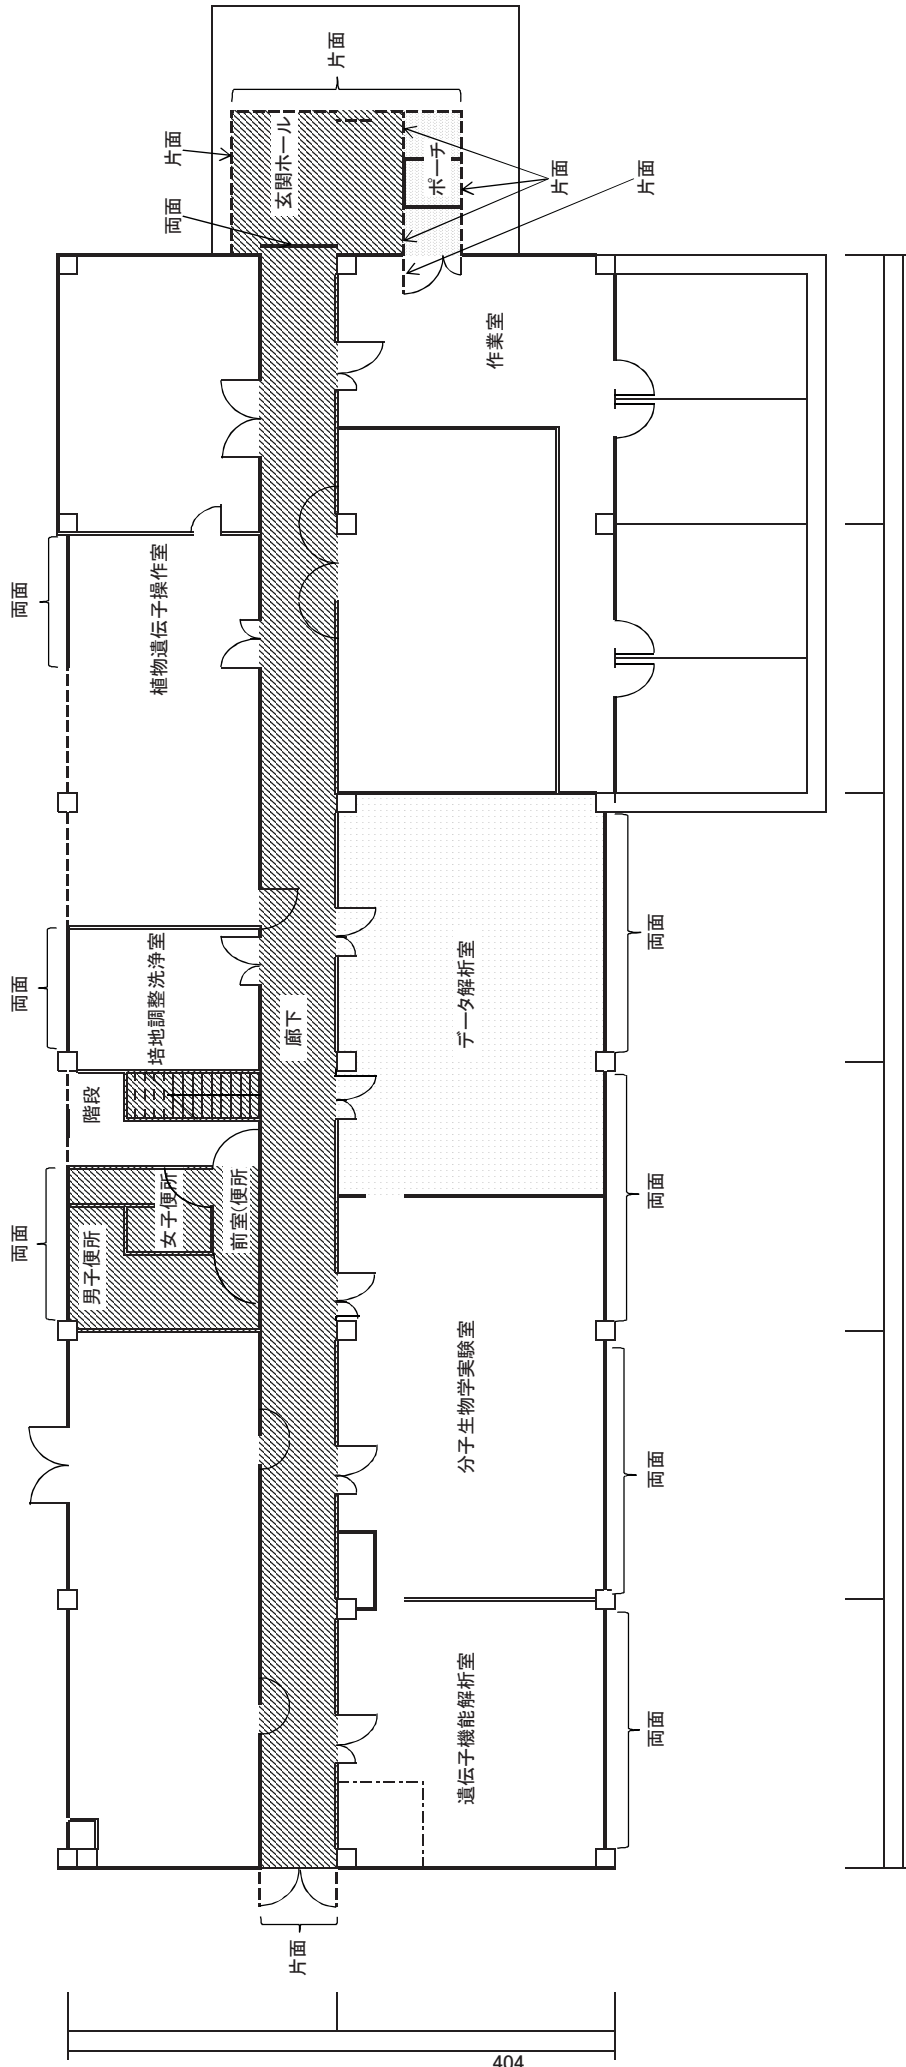 片面
片面
玄関ホール
ポーチ
両面
片面
片面
作業室
両面
植物遺伝子操作室
両面
培地調整洗浄室
廊下
データ解析室
両面
階段
両面
男子便所
女子便所
前室(便所
両面
分子生物学実験室
両面
遺伝子機能解析室
両面
片面
404